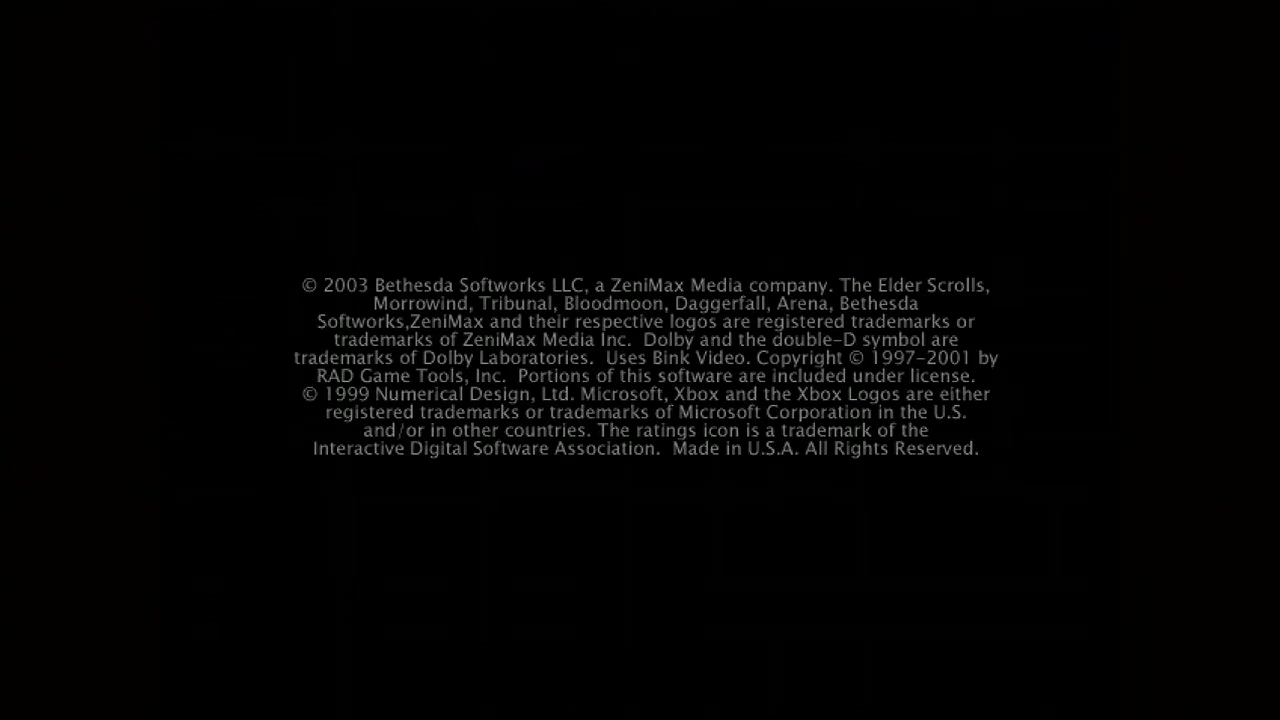 © 2003 Bethesda Softworks LLC, a ZeniMax Media company. The Elder Scrolls,
Morrowind, Tribunal, Bloodmoon, Daggerfall, Arena, Bethesda
Softworks,ZeniMax and their respective logos are registered trademarks or
trademarks of ZeniMax Media Inc.  Dolby and the double-D symbol are
trademarks of Dolby Laboratories.  Uses Bink Video. Copyright © 1997-2001 by
RAD Game Tools, Inc.  Portions of this software are included under license.
© 1999 Numerical Design, Ltd. Microsoft, Xbox and the Xbox Logos are either
registered trademarks or trademarks of Microsoft Corporation in the U.S.
and/or in other countries. The ratings icon is a trademark of the
Interactive Digital Software Association.  Made in U.S.A. All Rights Reserved.